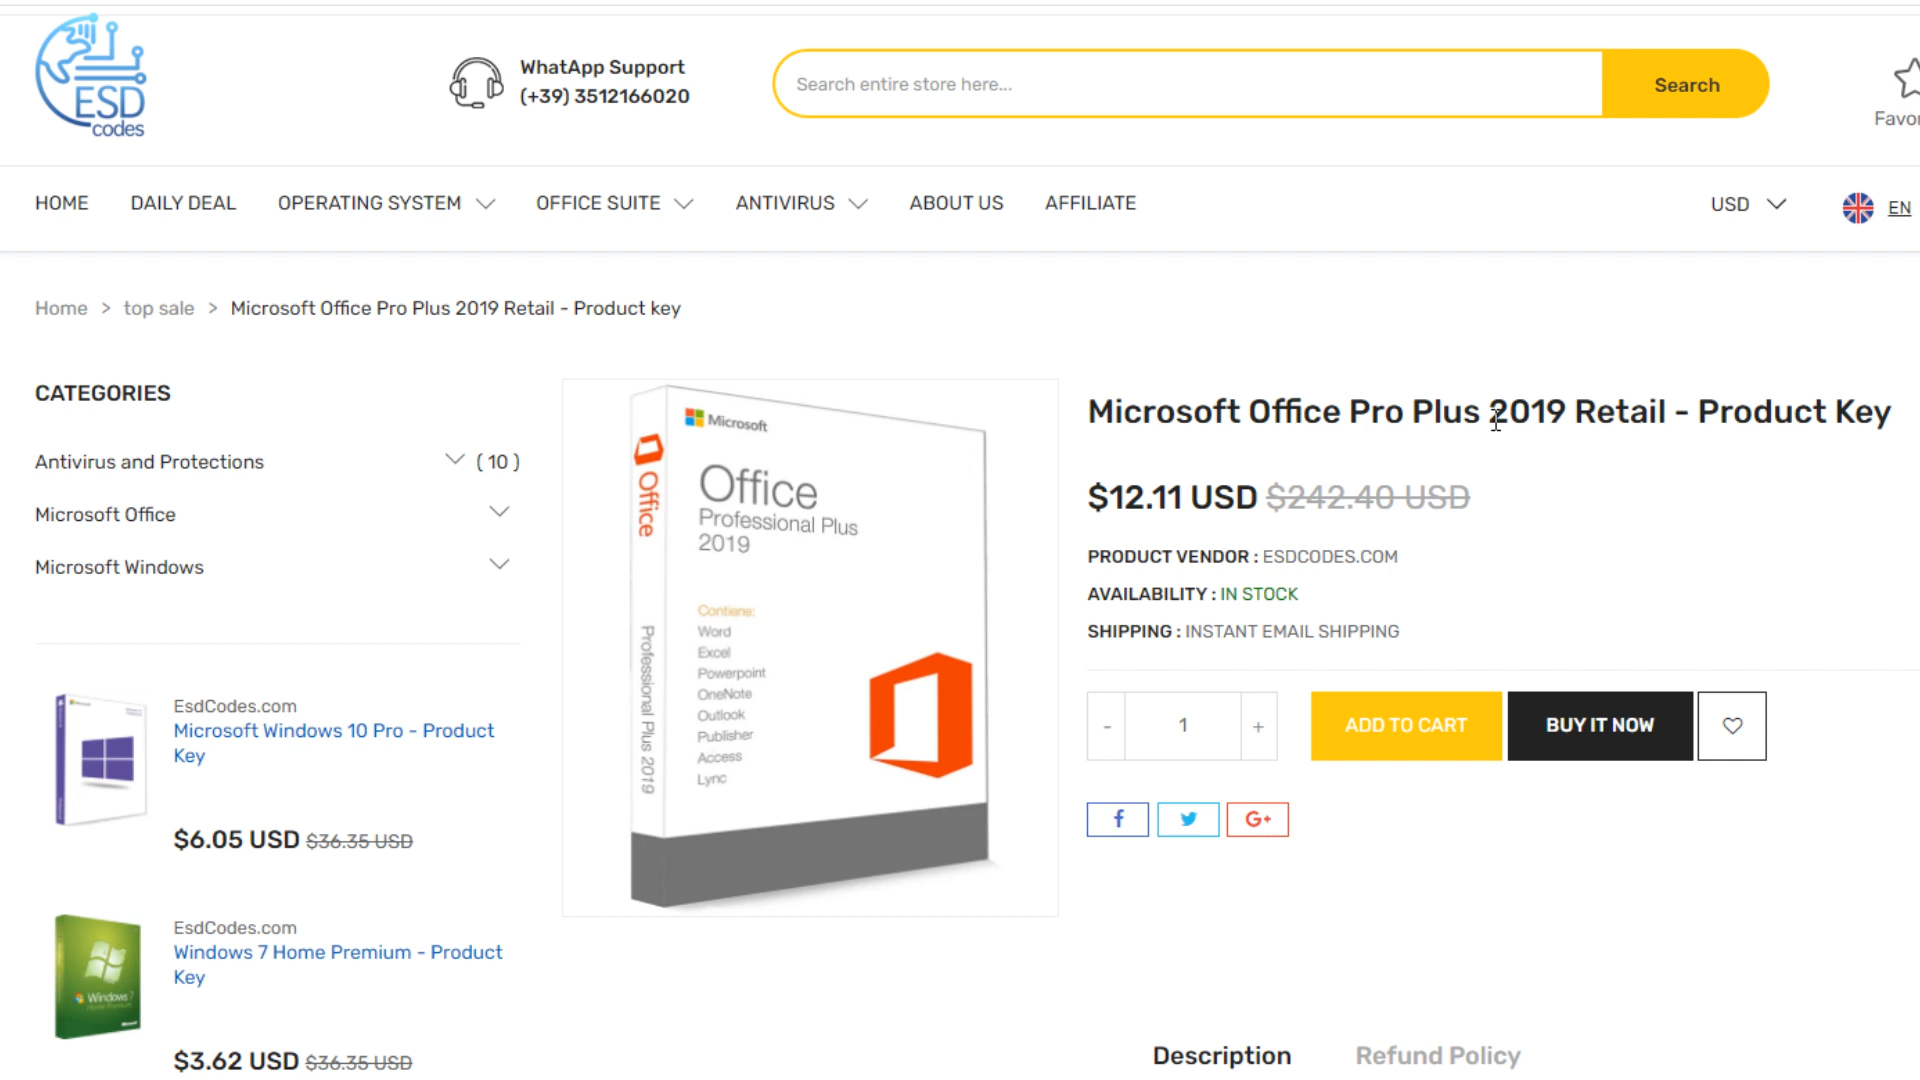 ESD
codes
WhatApp Support
(+39) 3512166020
Search entire store here...
Search
Favor
HOME
DAILY DEAL
OPERATING SYSTEM
OFFICE SUITE
ANTIVIRUS
ABOUT US
AFFILIATE
USD
EN
Home > top sale > Microsoft Office Pro Plus 2019 Retail - Product key
CATEGORIES
Antivirus and Protections ( 10 )
Microsoft Office
Microsoft Windows
EsdCodes.com
Microsoft Windows 10 Pro - Product
Key
$6.05 USD $36.35 USD
EsdCodes.com
Windows 7 Home Premium - Product
Key
$3.62 USD $36.35 USD
Windows 7
Microsoft
Office
Professional Plus
2019
Contiene:
Word
Excel
Powerpoint
OneNote
Outlook
Publisher
Access
Lync
Office
Professional Plus 2019
Microsoft Office Pro Plus 2019 Retail - Product Key
$12.11 USD $242.40 USD
PRODUCT VENDOR : ESDCODES.COM
AVAILABILITY : IN STOCK
SHIPPING : INSTANT EMAIL SHIPPING
- 1 +
ADD TO CART
BUY IT NOW
f
G+
Description
Refund Policy